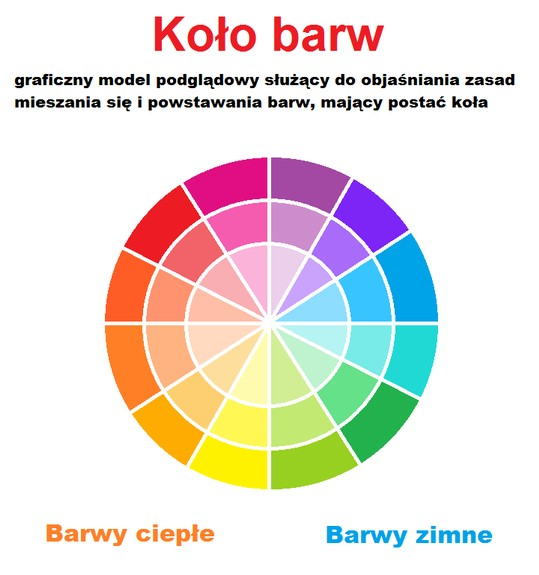 Koło barw
graficzny model podglądowy służący do objaśniania zasad
mieszania się i powstawania barw, mający postać koła
Barwy ciepłe
Barwy zimne